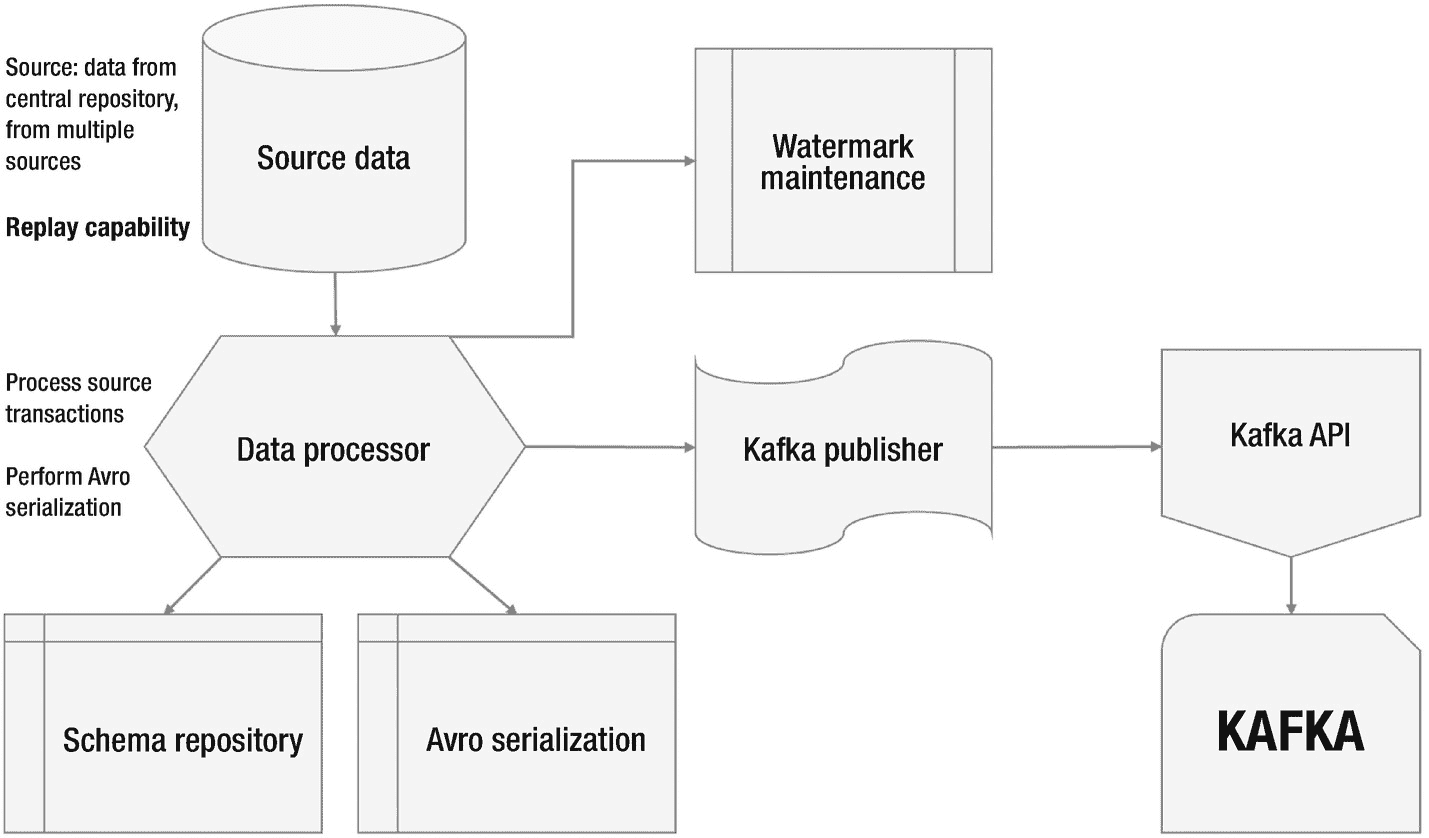 Source: data from
central repository,
from multiple
sources
Replay capability
Source data
Watermark
maintenance
Process source
transactions
Perform Avro
serialization
Data processor
Kafka publisher
Kafka API
Schema repository
Avro serialization
KAFKA